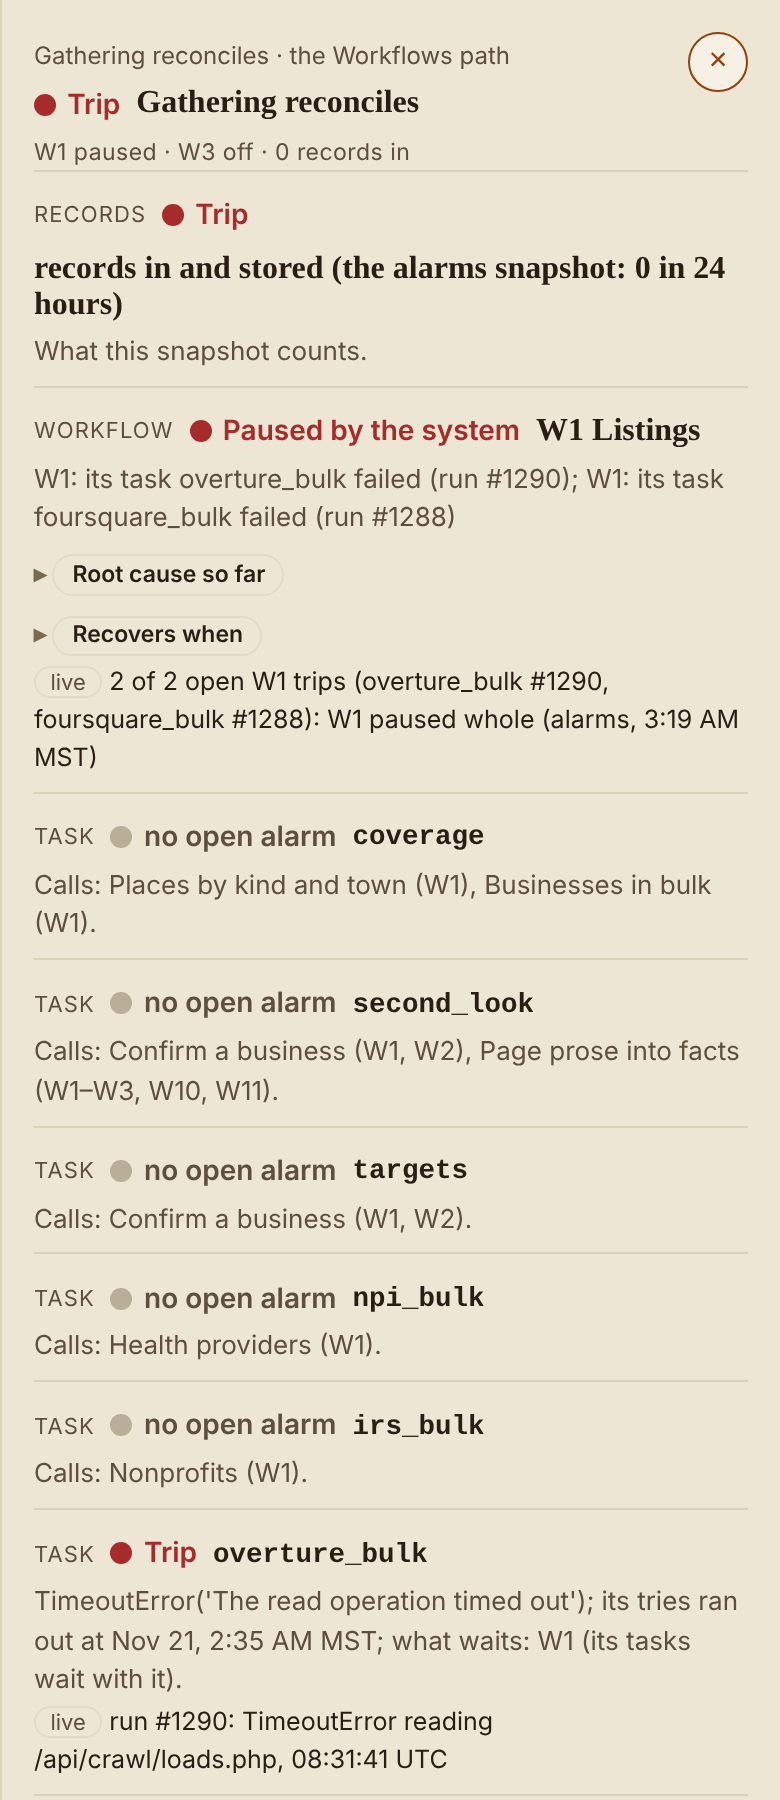 Gathering reconciles · the Workflows path
×
Trip Gathering reconciles
W1 paused · W3 off · 0 records in
RECORDS Trip
records in and stored (the alarms snapshot: 0 in 24
hours)
What this snapshot counts.
WORKFLOW Paused by the system W1 Listings
W1: its task overture_bulk failed (run #1290); W1: its task
foursquare_bulk failed (run #1288)
▶ Root cause so far
▶ Recovers when
live 2 of 2 open W1 trips (overture_bulk #1290,
foursquare_bulk #1288): W1 paused whole (alarms, 3:19 AM
MST)
TASK no open alarm coverage
Calls: Places by kind and town (W1), Businesses in bulk
(W1).
TASK no open alarm second_look
Calls: Confirm a business (W1, W2), Page prose into facts
(W1–W3, W10, W11).
TASK no open alarm targets
Calls: Confirm a business (W1, W2).
TASK no open alarm npi_bulk
Calls: Health providers (W1).
TASK no open alarm irs_bulk
Calls: Nonprofits (W1).
TASK Trip overture_bulk
TimeoutError('The read operation timed out'); its tries ran
out at Nov 21, 2:35 AM MST; what waits: W1 (its tasks
wait with it).
live run #1290: TimeoutError reading
/api/crawl/loads.php, 08:31:41 UTC